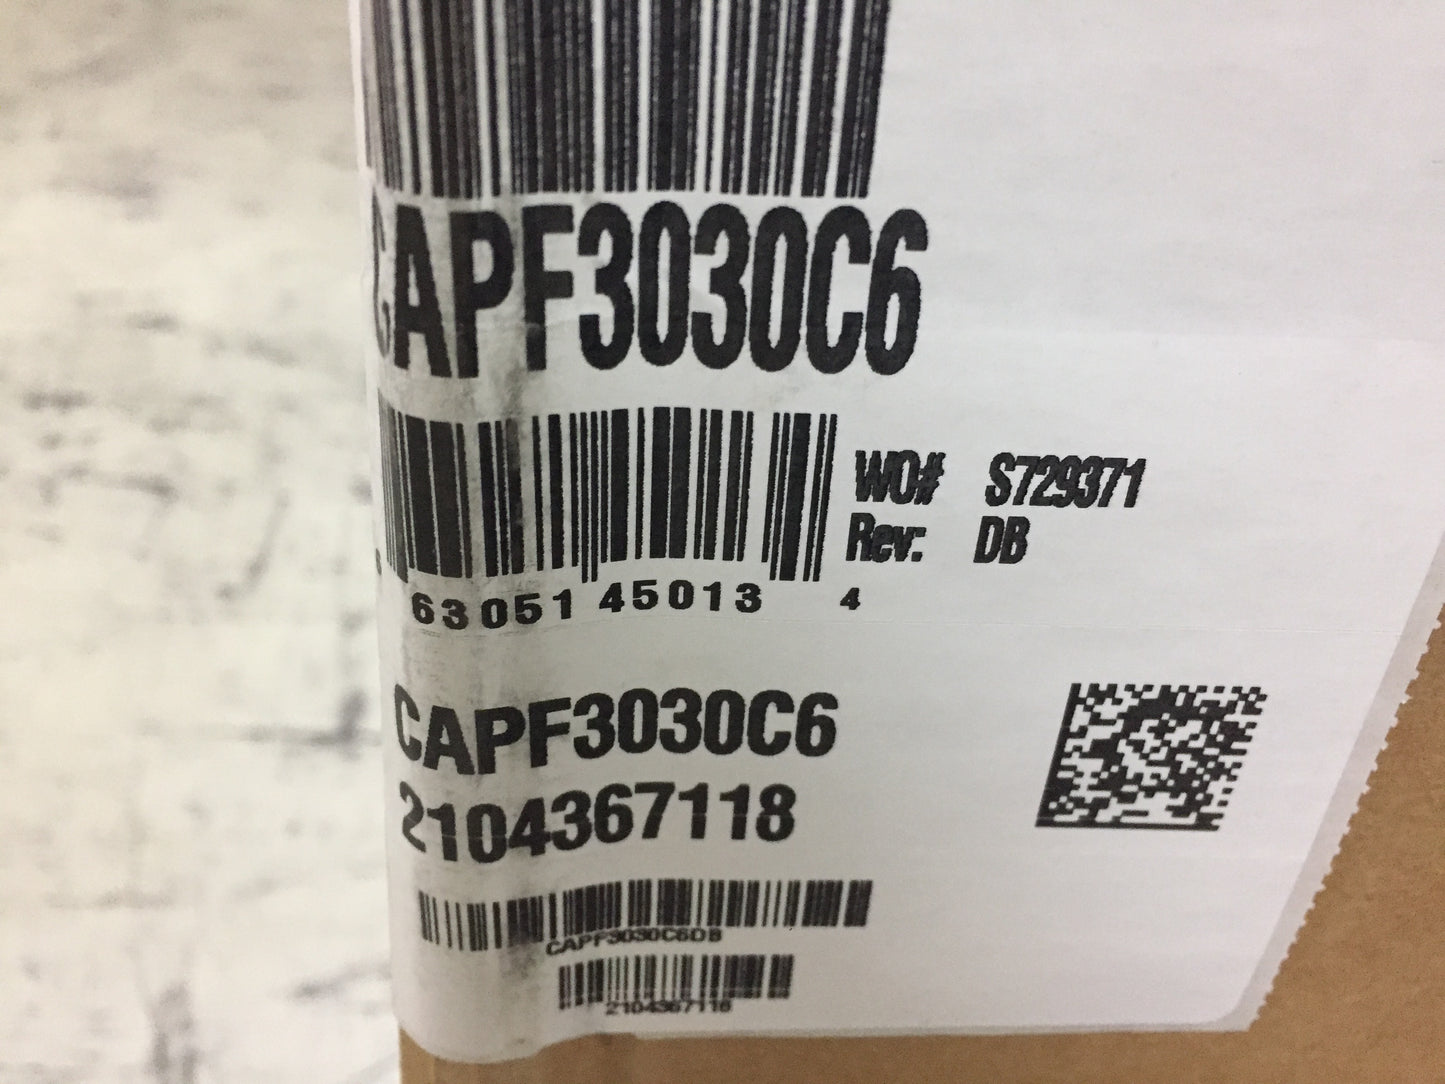 CAPF3030C6
WO# S729371
Rev: DB
63051 45013 4
CAPF3030C6
2104367118
CAPF3030C6DB
2104367118